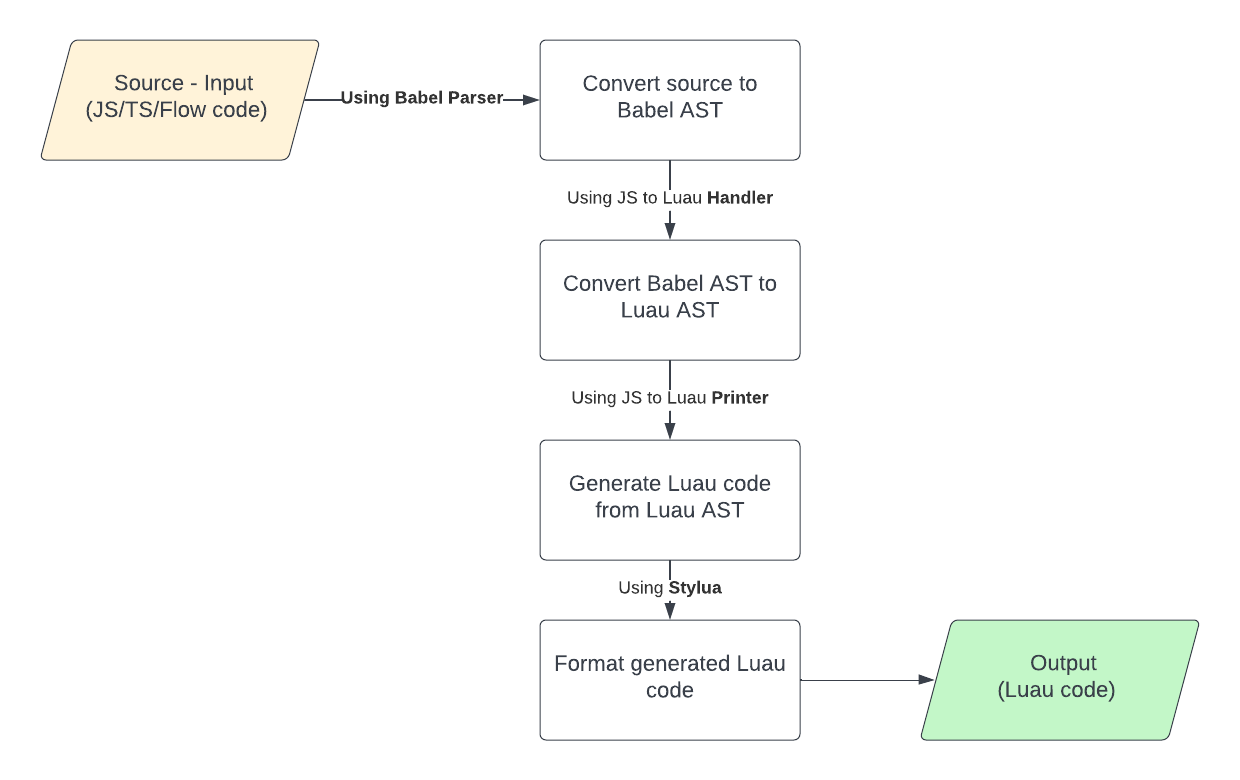 Source - Input
(JS/TS/Flow code)
Using Babel Parser
Convert source to
Babel AST
Using JS to Luau Handler
Convert Babel AST to
Luau AST
Using JS to Luau Printer
Generate Luau code
from Luau AST
Using Stylua
Format generated Luau
code
Output
(Luau code)